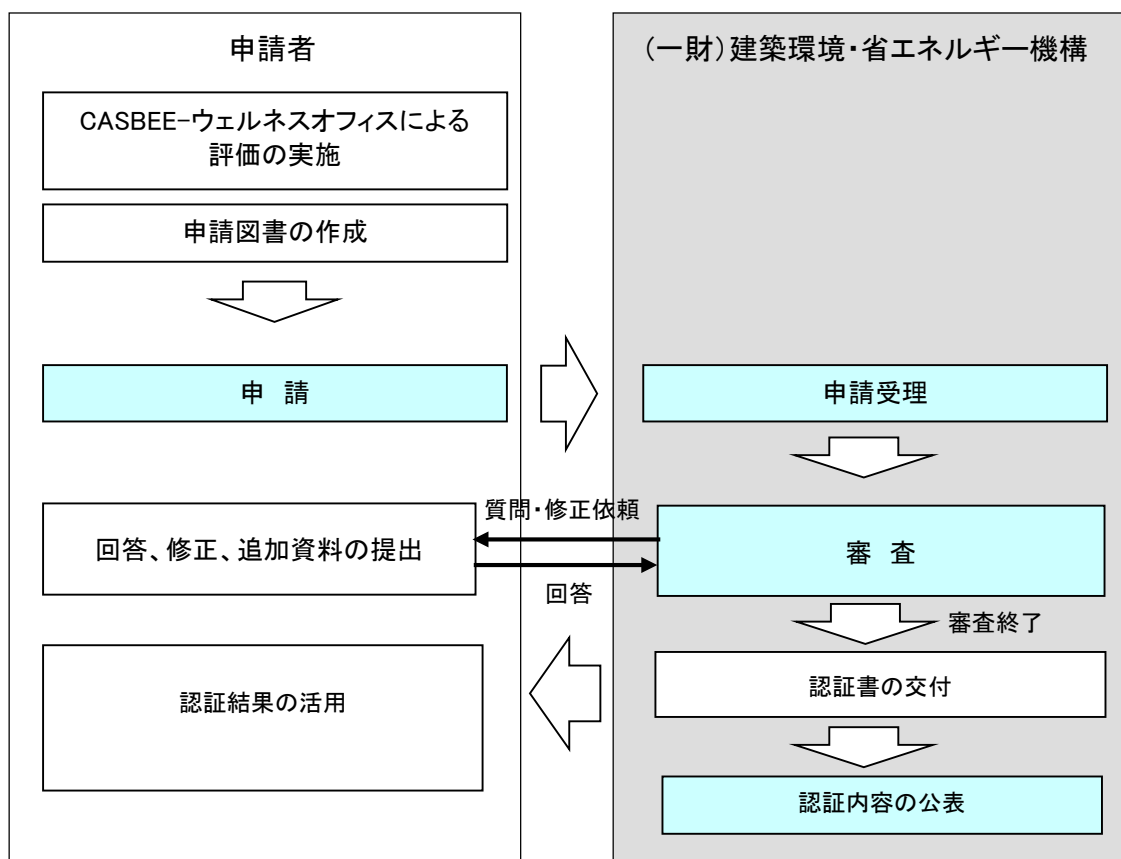 申請者
CASBEE-ウェルネスオフィスによる
評価の実施
申請図書の作成
申 請
回答、修正、追加資料の提出
認証結果の活用
質問・修正依頼
回答
(一財)建築環境・省エネルギー機構
申請受理
審 査
審査終了
認証書の交付
認証内容の公表